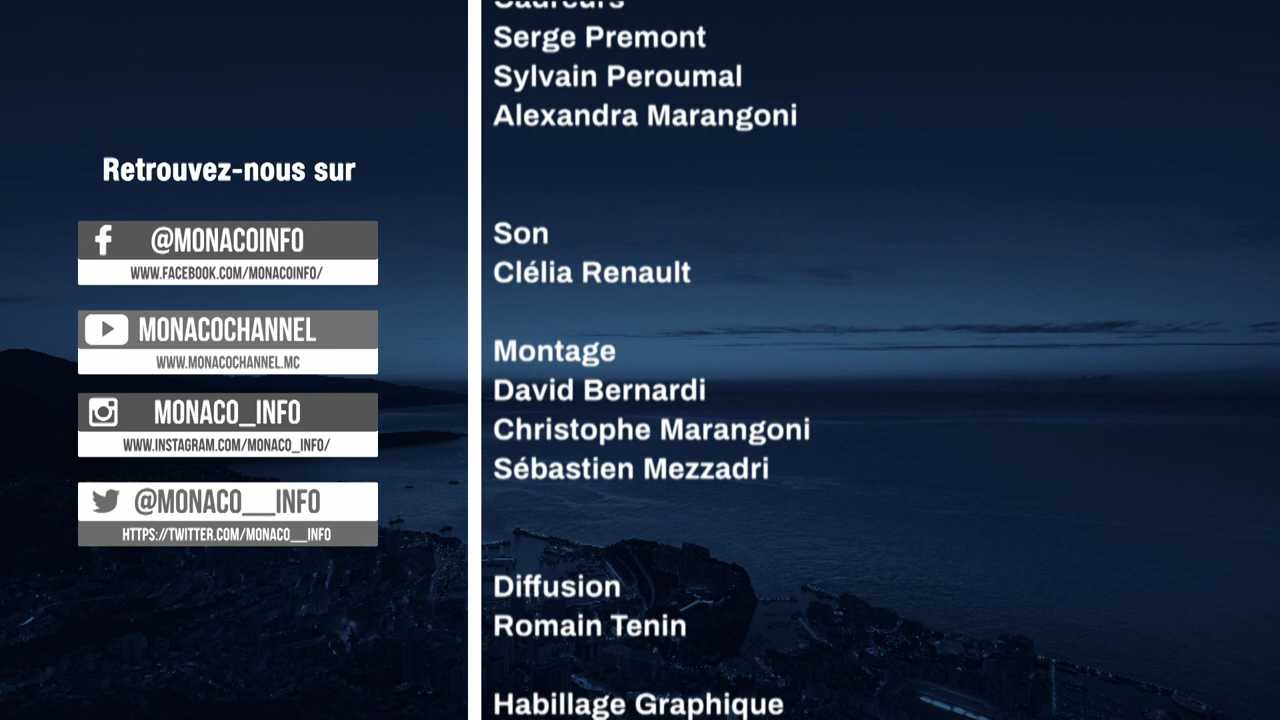 Retrouvez-nous sur
@MONACOINFO
WWW.FACEBOOK.COM/MONACOINFO/
MONACOCHANNEL
WWW.MONACOCHANNEL.MC
MONACO_INFO
WWW.INSTAGRAM.COM/MONACO_INFO/
@MONACO__INFO
HTTPS://TWITTER.COM/MONACO__INFO
Cadreurs
Serge Premont
Sylvain Peroumal
Alexandra Marangoni
Son
Clélia Renault
Montage
David Bernardi
Christophe Marangoni
Sébastien Mezzadri
Diffusion
Romain Tenin
Habillage Graphique